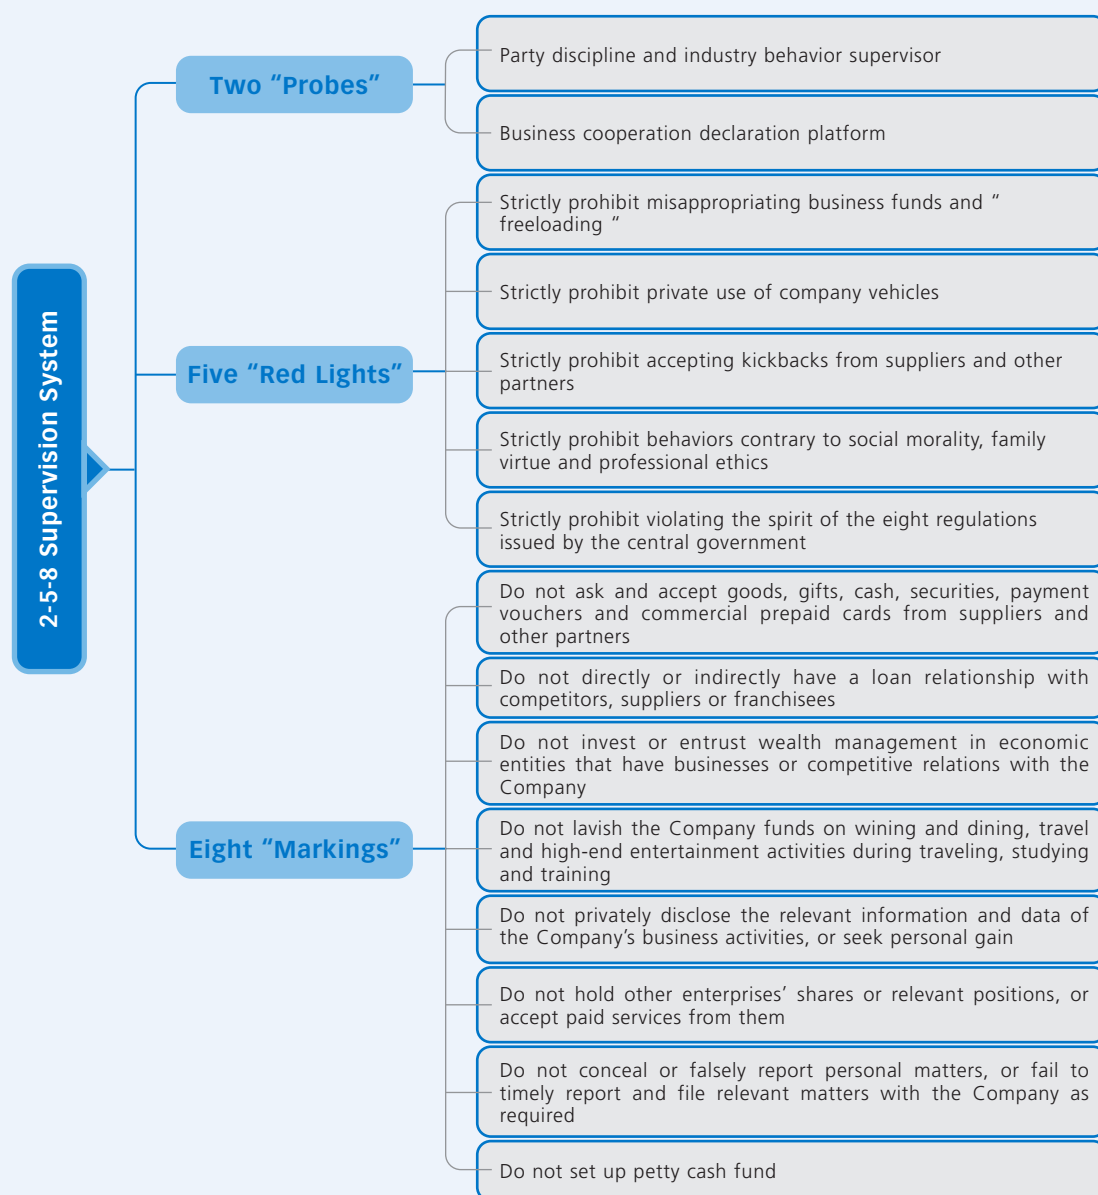 2-5-8 Supervision System
Two “Probes”
Party discipline and industry behavior supervisor
Business cooperation declaration platform
Five “Red Lights”
Strictly prohibit misappropriating business funds and “
freeloading “
Strictly prohibit private use of company vehicles
Strictly prohibit accepting kickbacks from suppliers and other
partners
Strictly prohibit behaviors contrary to social morality, family
virtue and professional ethics
Strictly prohibit violating the spirit of the eight regulations
issued by the central government
Eight “Markings”
Do not ask and accept goods, gifts, cash, securities, payment
vouchers and commercial prepaid cards from suppliers and
other partners
Do not directly or indirectly have a loan relationship with
competitors, suppliers or franchisees
Do not invest or entrust wealth management in economic
entities that have businesses or competitive relations with the
Company
Do not lavish the Company funds on wining and dining, travel
and high-end entertainment activities during traveling, studying
and training
Do not privately disclose the relevant information and data of
the Company’s business activities, or seek personal gain
Do not hold other enterprises’ shares or relevant positions, or
accept paid services from them
Do not conceal or falsely report personal matters, or fail to
timely report and file relevant matters with the Company as
required
Do not set up petty cash fund